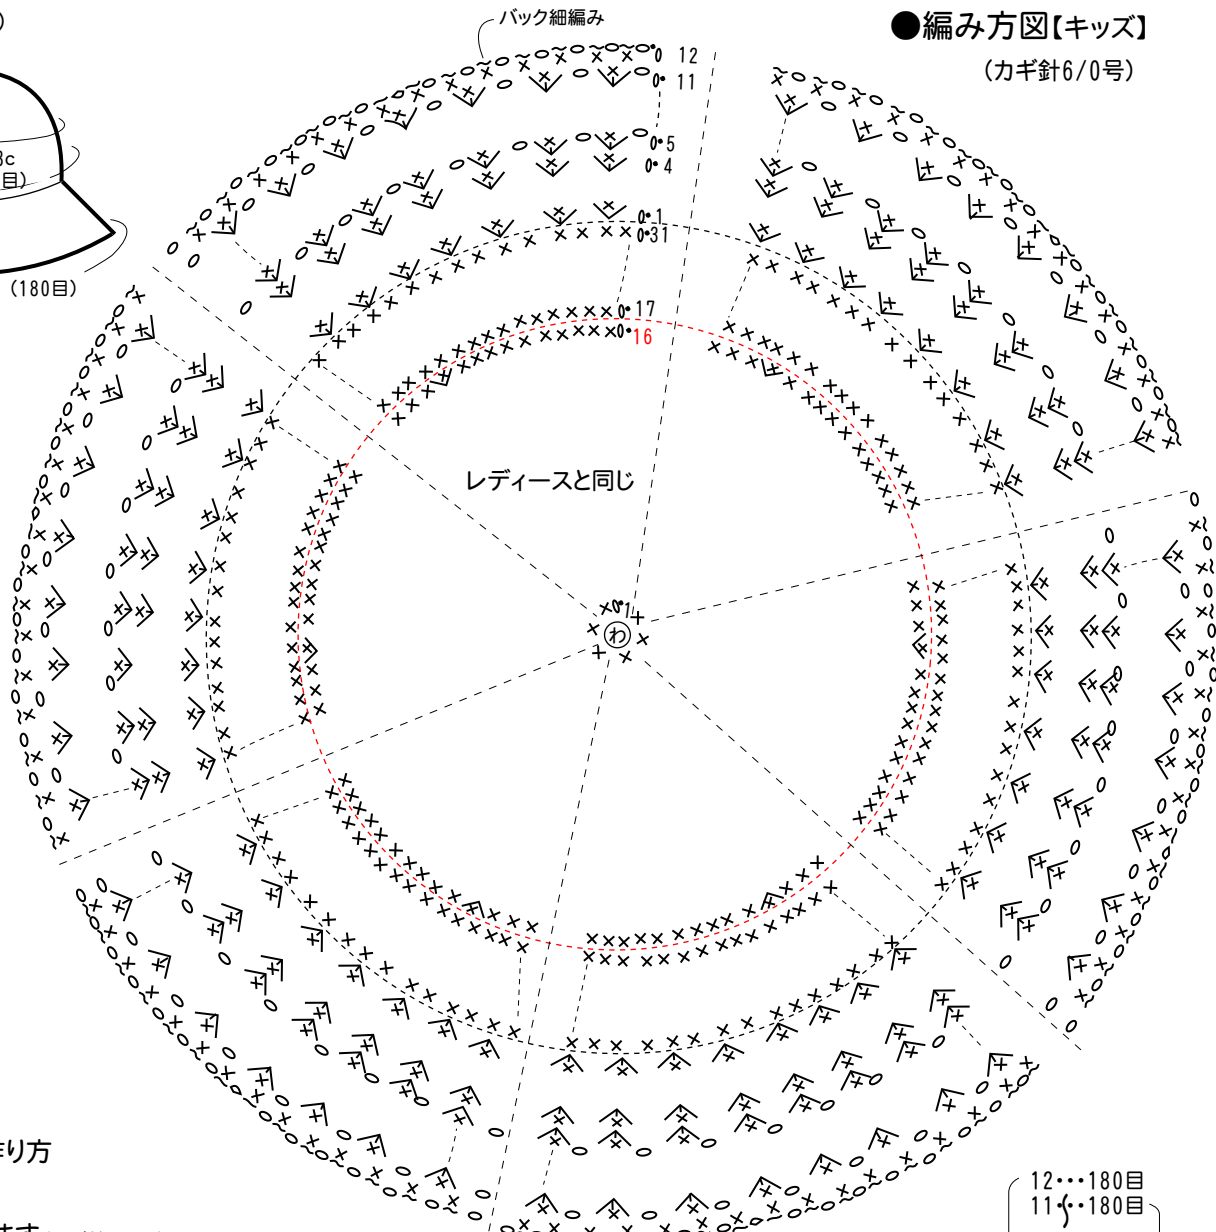 ●編み方図【キッズ】
(カギ針6/0号)
バック細編み
12
11
5
4
1
31
17
16
レディースと同じ
1
わ
目)
(180目)
り方
12･･･180目
11･･･180目